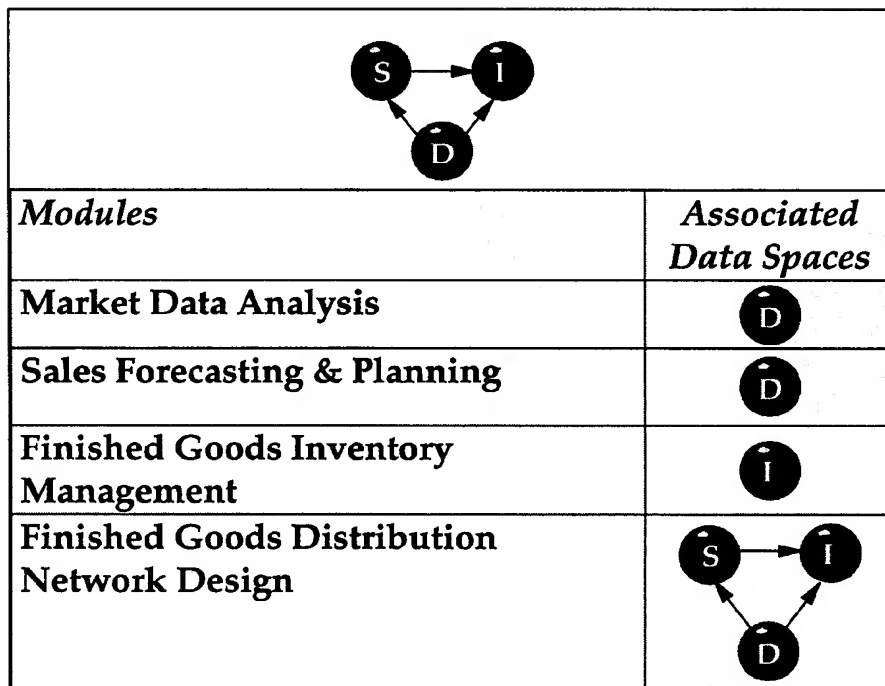 S I
D
Modules
Associated
Data Spaces
Market Data Analysis
D
Sales Forecasting & Planning
D
Finished Goods Inventory
Management
I
Finished Goods Distribution
Network Design
S I
D